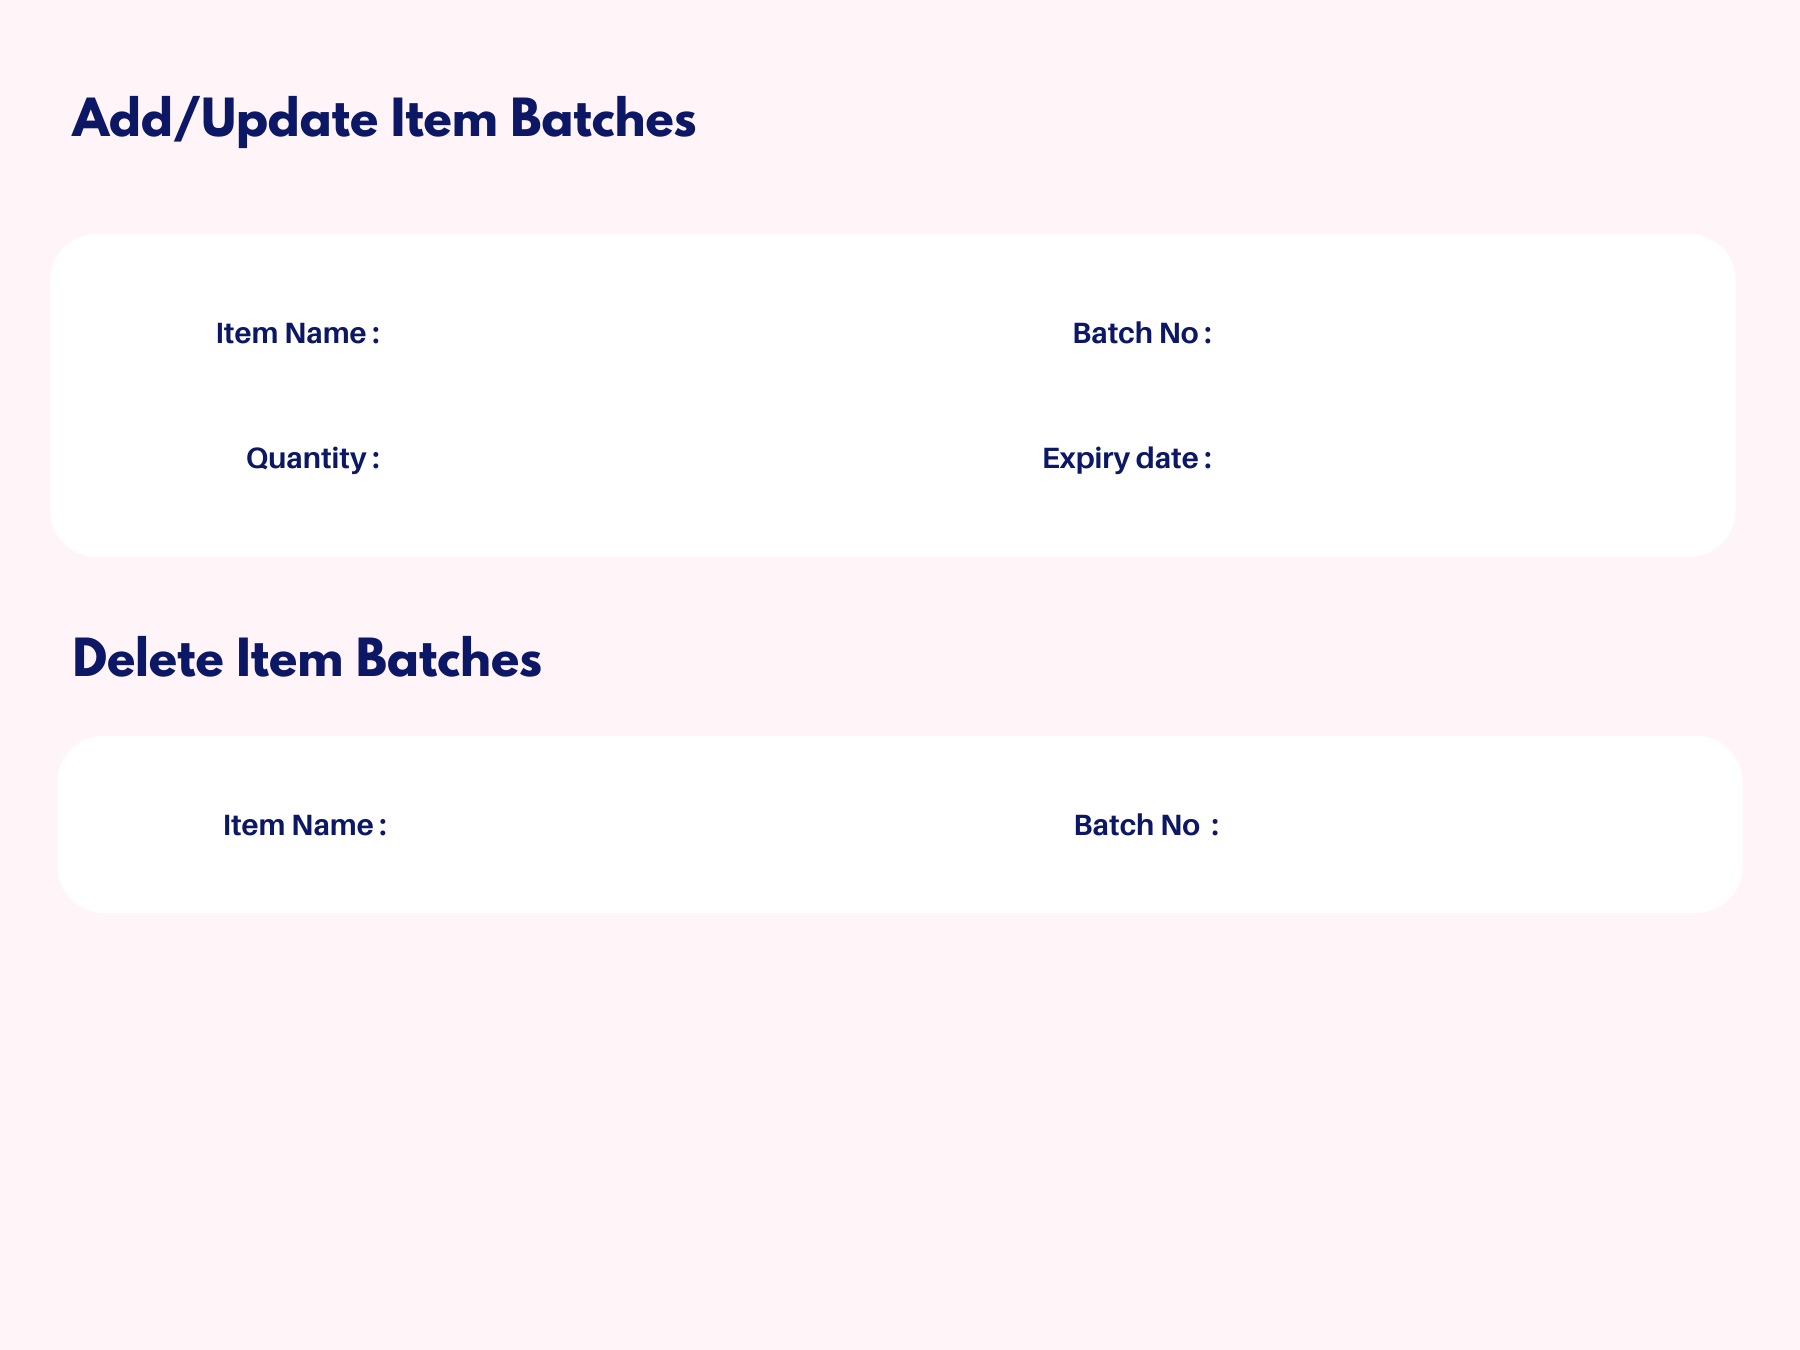 Add/Update Item Batches
Item Name : Batch No :
Quantity : Expiry date :
Delete Item Batches
Item Name : Batch No :